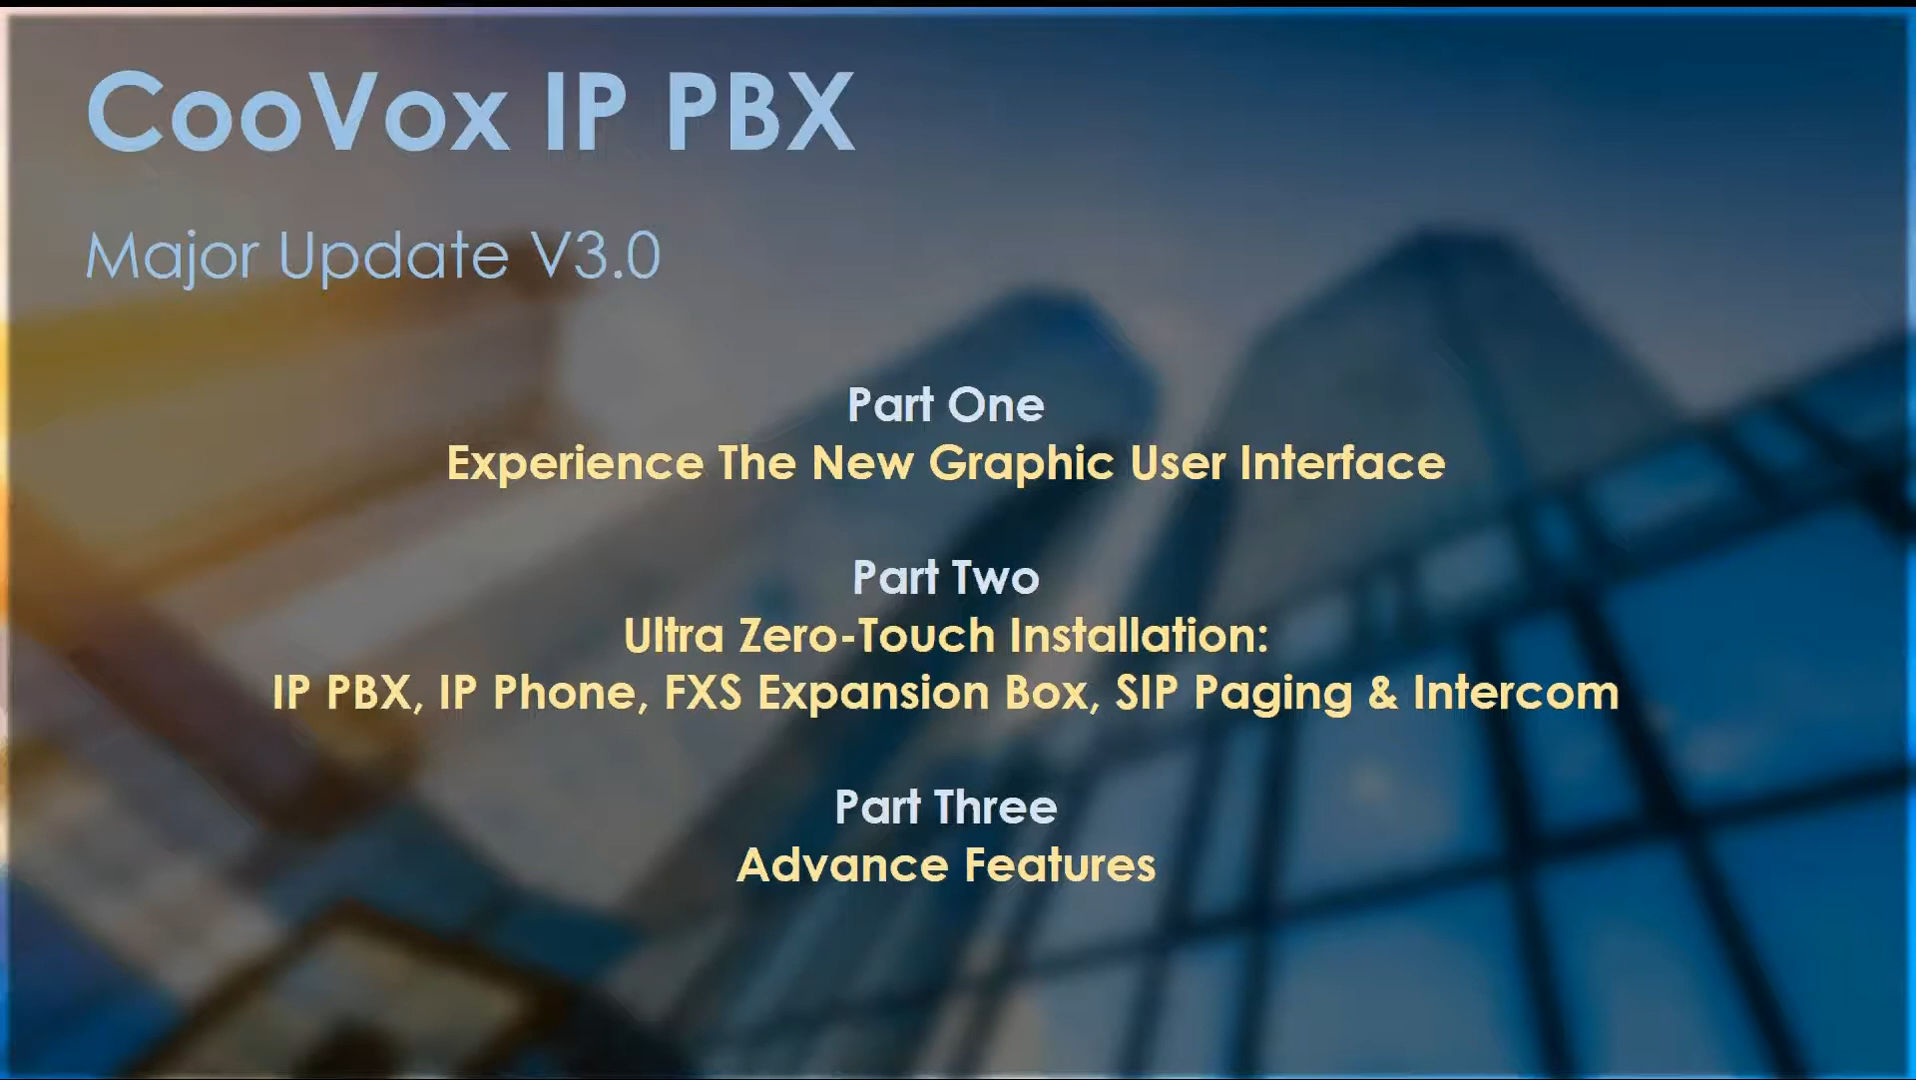 CooVox IP PBX
Major Update V3.0
Part One
Experience The New Graphic User Interface
Part Two
Ultra Zero-Touch Installation:
IP PBX, IP Phone, FXS Expansion Box, SIP Paging & Intercom
Part Three
Advance Features